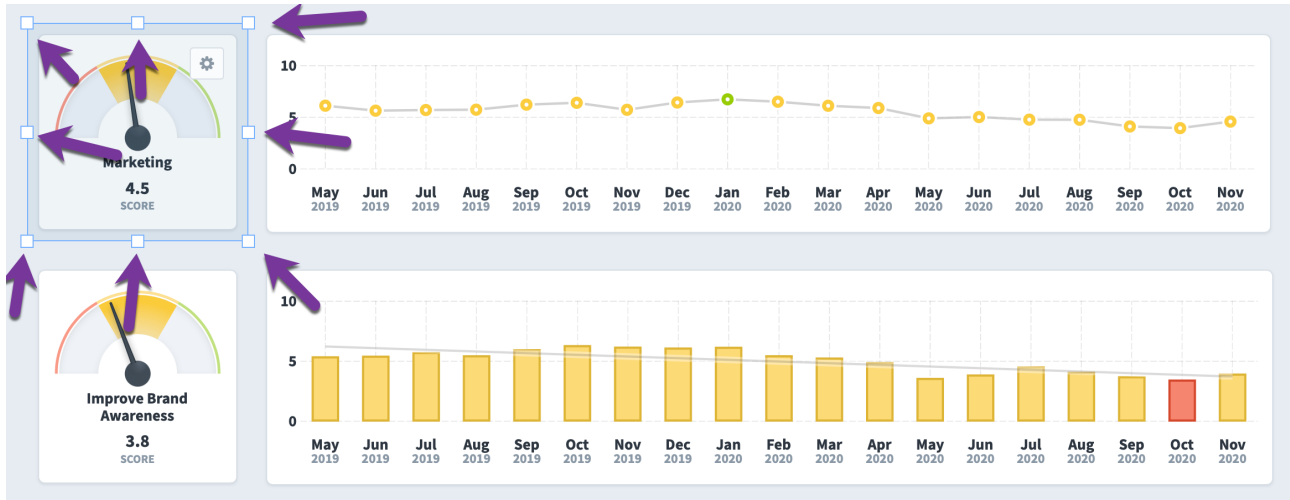 10
5
0
May Jun Jul Aug Sep Oct Nov Dec Jan Feb Mar Apr May Jun Jul Aug Sep Oct Nov
2019 2019 2019 2019 2019 2019 2019 2019 2020 2020 2020 2020 2020 2020 2020 2020 2020 2020 2020
Marketing
4.5
SCORE
10
5
0
May Jun Jul Aug Sep Oct Nov Dec Jan Feb Mar Apr May Jun Jul Aug Sep Oct Nov
2019 2019 2019 2019 2019 2019 2019 2019 2020 2020 2020 2020 2020 2020 2020 2020 2020 2020 2020
Improve Brand
Awareness
3.8
SCORE